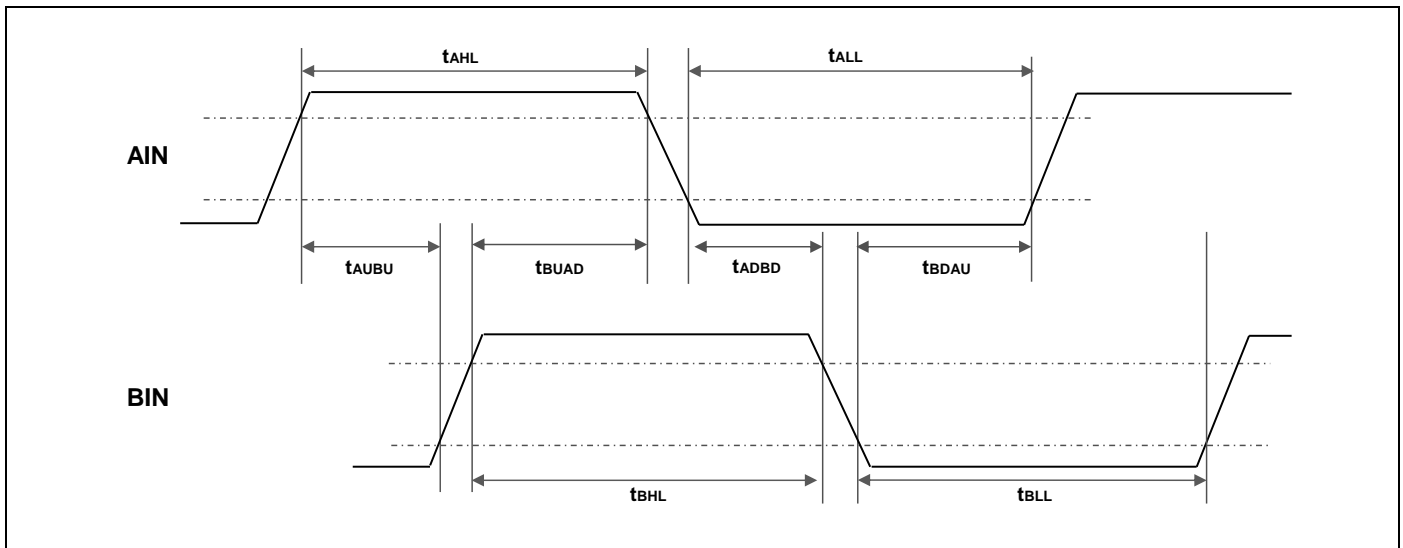 tAHL
tALL
AIN
tAUBU
tBUAD
tADBD
tBDAU
BIN
tBHL
tBLL